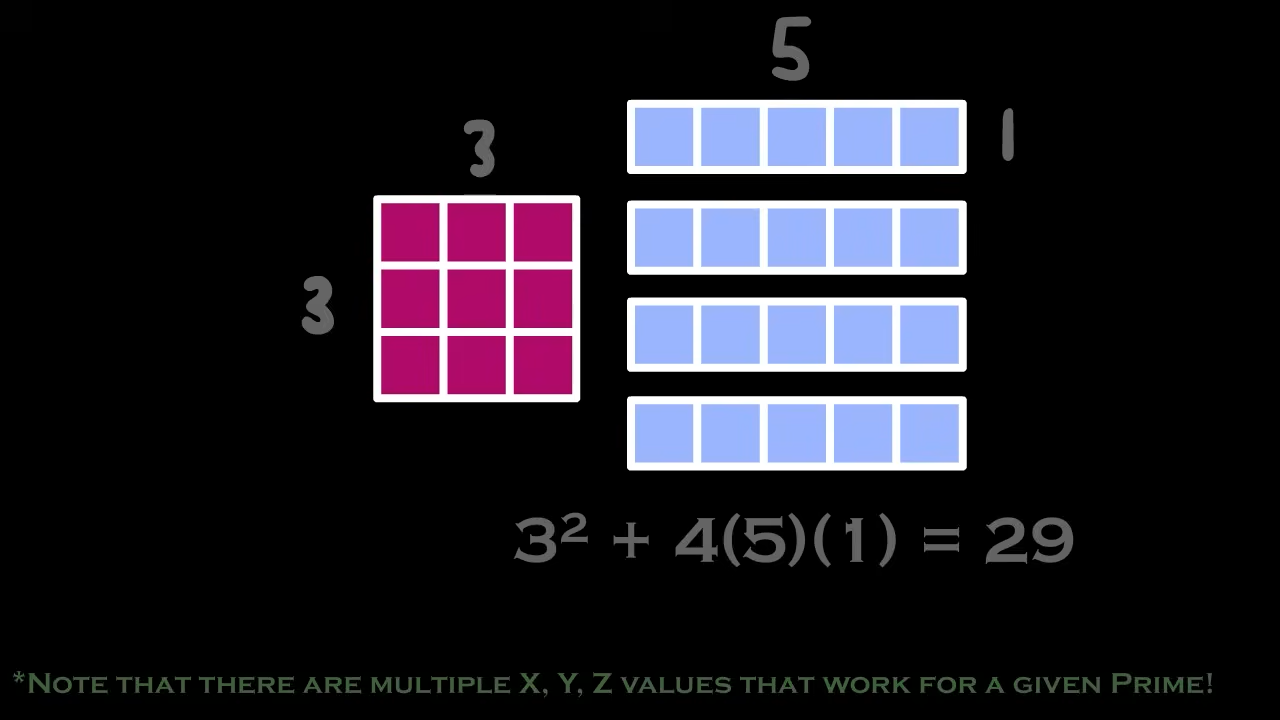 5
1
3
3
3² + 4(5)(1) = 29
*Note that there are multiple X, Y, Z values that work for a given Prime!